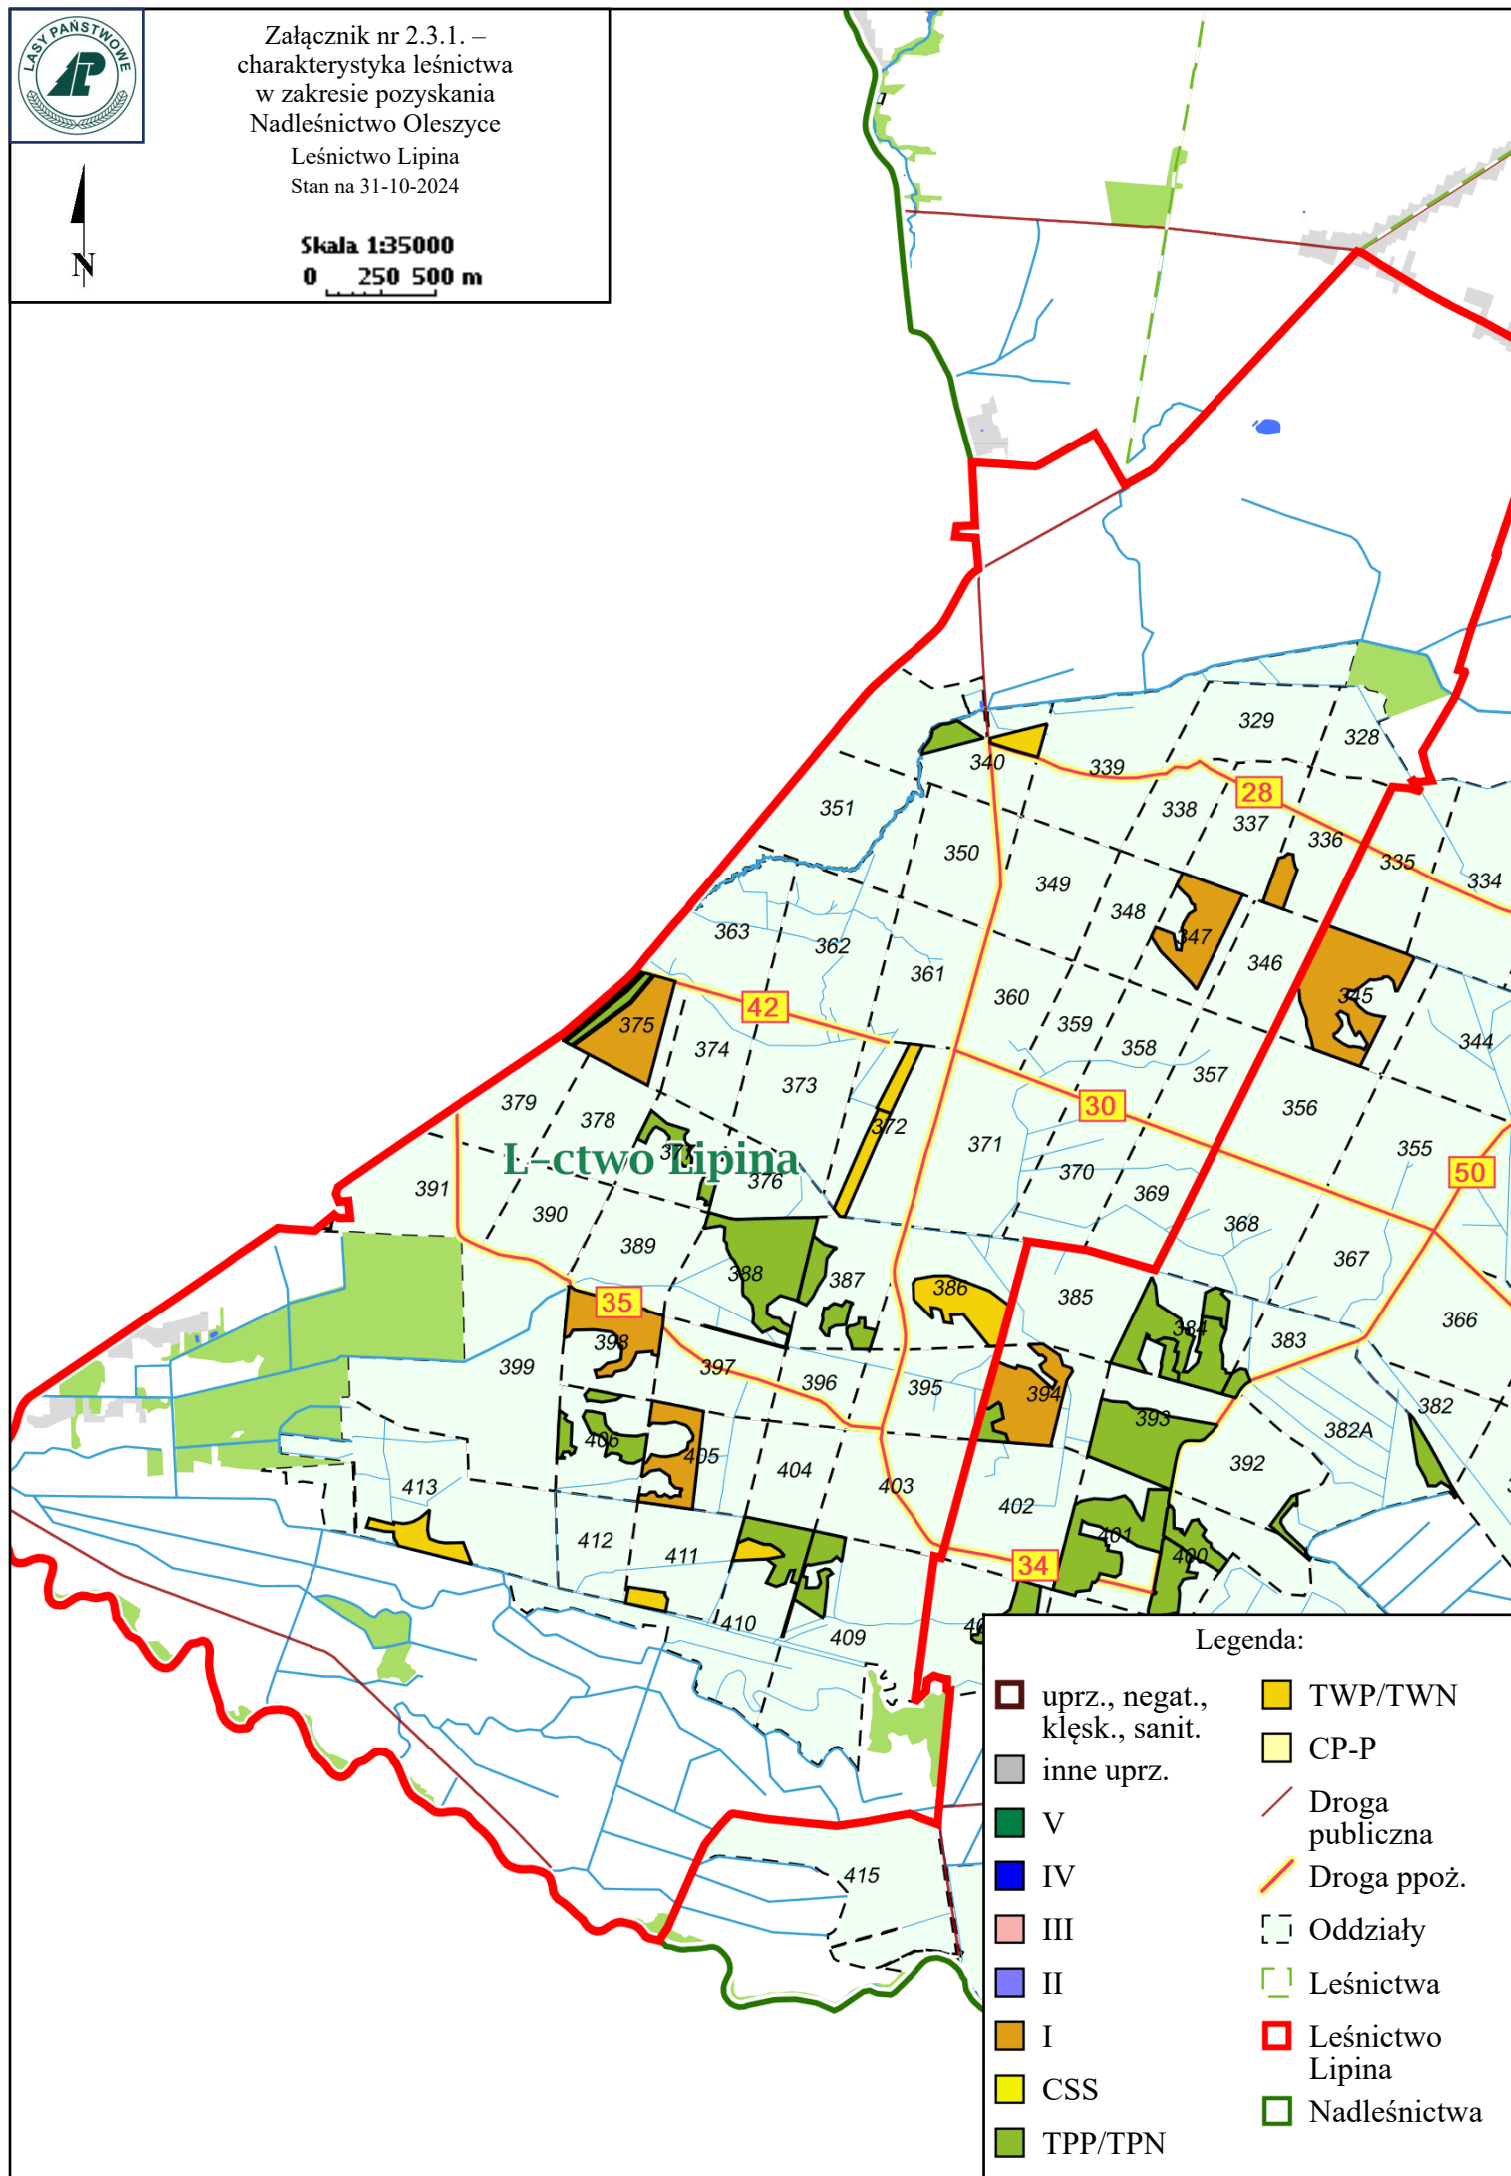 LASY PAŃSTWOWE
Załącznik nr 2.3.1. –
charakterystyka leśnictwa
w zakresie pozyskania
Nadleśnictwo Oleszyce
Leśnictwo Lipina
Stan na 31-10-2024
N
Skala 1:35000
0 250 500 m
329
328
340
339
28
351
338
337
336
335
334
350
349
348
347
346
345
344
363
362
361
360
359
358
357
356
355
42
375
374
373
372
371
30
370
369
368
367
366
50
379
378
377
376
L–ctwo Lipina
391
390
389
388
387
386
385
384
383
382
382A
35
399
398
397
396
395
394
393
392
406
405
404
403
402
401
400
413
412
411
410
409
40
34
415
Legenda:
uprz., negat.,
klęsk., sanit.
inne uprz.
V
IV
III
II
I
CSS
TPP/TPN
TWP/TWN
CP-P
Droga
publiczna
Droga ppoż.
Oddziały
Leśnictwa
Leśnictwo
Lipina
Nadleśnictwa